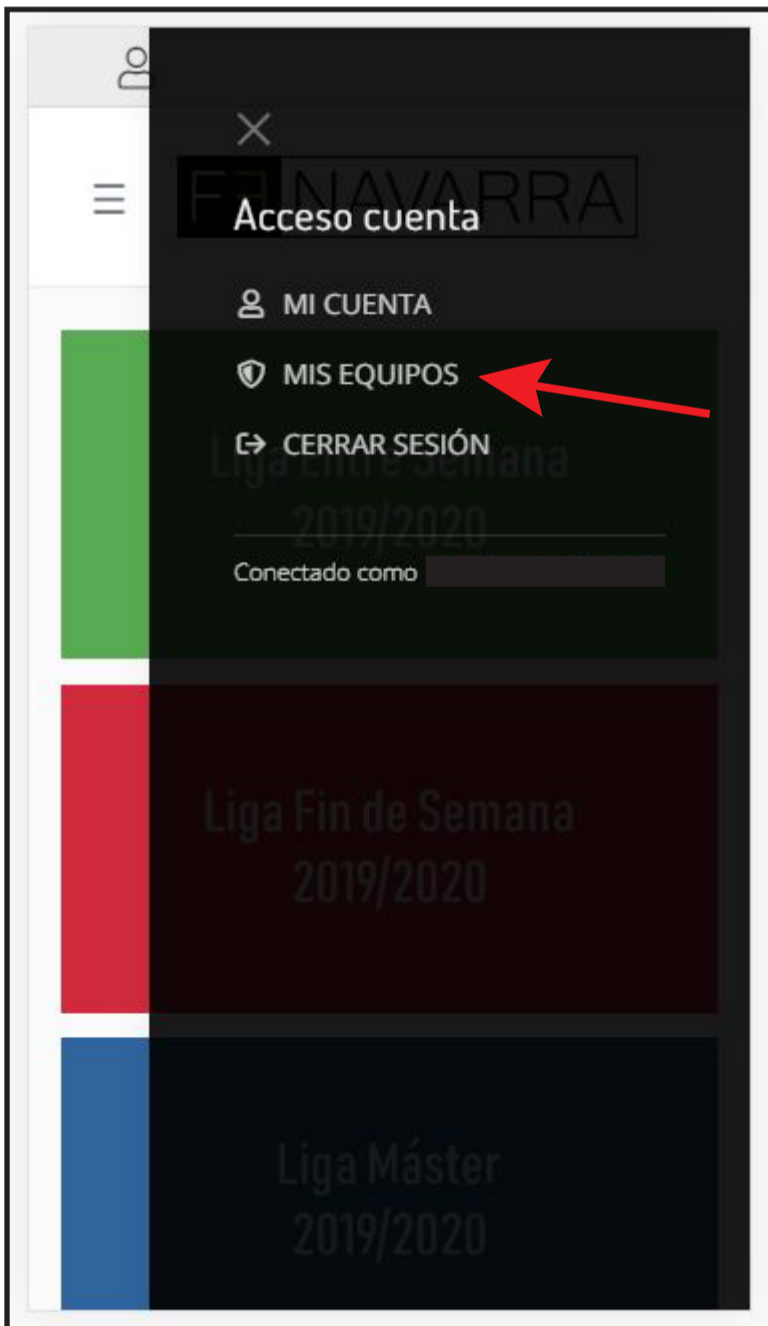 F7 NAVARRA
Acceso cuenta
MI CUENTA
MIS EQUIPOS
CERRAR SESIÓN
Liga Entre Semana
2019/2020
Conectado como
Liga Fin de Semana
2019/2020
Liga Máster
2019/2020